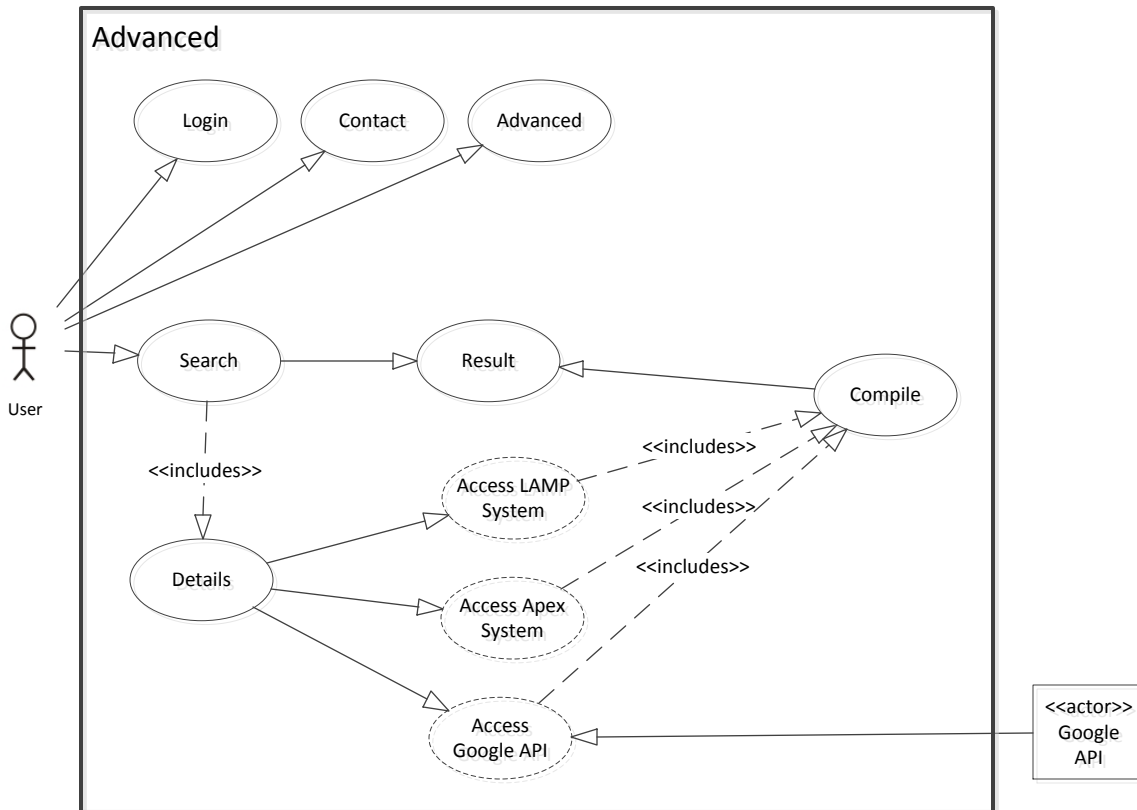 Advanced
Login
Contact
Advanced
Search
Result
Compile
User
<<includes>>
<<includes>>
Access LAMP
System
<<includes>>
<<includes>>
Details
Access Apex
System
Access
Google API
<<actor>>
Google
API